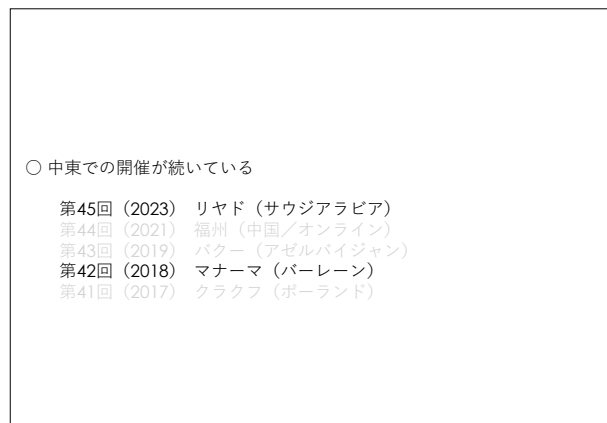 ○ 中東での開催が続いている
第45回（2023） リヤド（サウジアラビア）
第44回（2021） 福州（中国／オンライン）
第43回（2019） バクー（アゼルバイジャン）
第42回（2018） マナーマ（バーレーン）
第41回（2017） クラクフ（ポーランド）